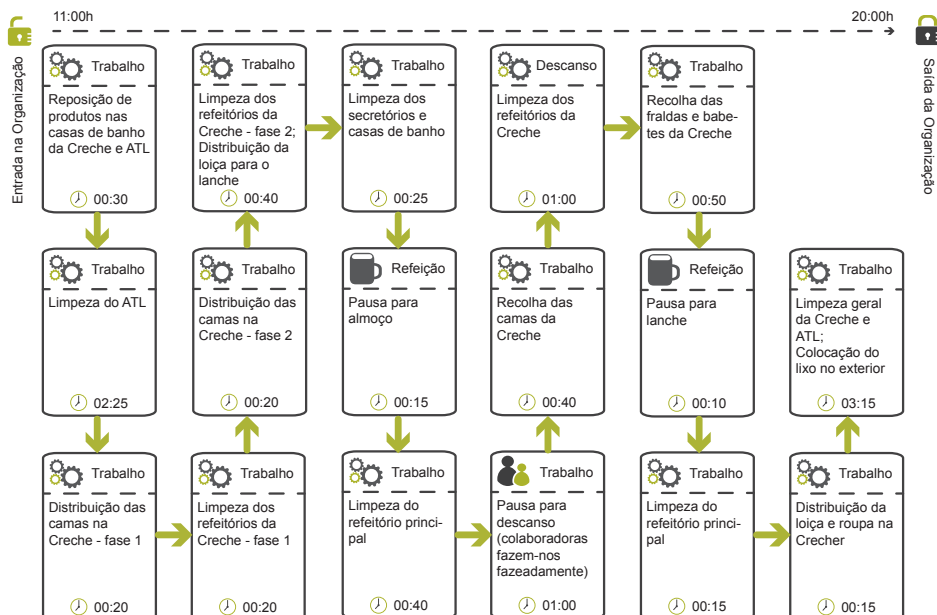 11:00h
20:00h
Entrada na Organização
Saída da Organização
Trabalho
Reposição de
produtos nas
casas de banho
da Creche e ATL
00:30
Trabalho
Limpeza do ATL
02:25
Trabalho
Distribuição das
camas na
Creche - fase 1
00:20
Trabalho
Limpeza dos
refeitórios da
Creche - fase 1
00:20
Trabalho
Distribuição das
camas na
Creche - fase 2
00:20
Trabalho
Limpeza dos
refeitórios da
Creche - fase 2;
Distribuição da
loiça para o
lanche
00:40
Trabalho
Limpeza dos
secretórios e
casas de banho
00:25
Refeição
Pausa para
almoço
00:15
Trabalho
Limpeza do
refeitório princi-
pal
00:40
Trabalho
Pausa para
descanso
(colaboradoras
fazem-nos
fazeadamente)
01:00
Trabalho
Recolha das
camas da
Creche
00:40
Descanso
Limpeza dos
refeitórios da
Creche
01:00
Trabalho
Recolha das
fraldas e babe-
tes da Creche
00:50
Refeição
Pausa para
lanche
00:10
Trabalho
Limpeza do
refeitório princi-
pal
00:15
Trabalho
Distribuição da
loiça e roupa na
Crecher
00:15
Trabalho
Limpeza geral
da Creche e
ATL;
Colocação do
lixo no exterior
03:15